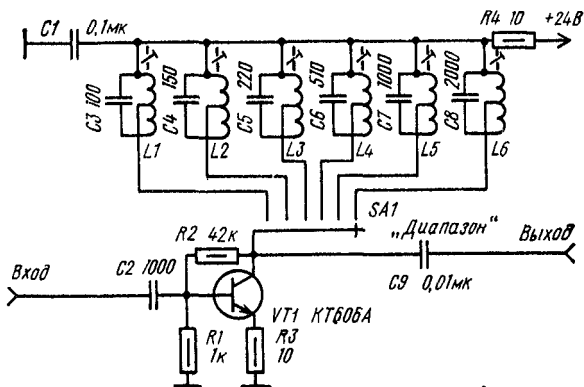 C1 0,1мк R4 10 +24В
C3 100
C4 150
C5 220
C6 510
C7 1000
C8 2000
L1 L2 L3 L4 L5 L6
SA1
R2 42к „Диапазон“ Выход
Вход C2 1000 C9 0,01мк
VT1 КТ606А
R1 R3
1к 10